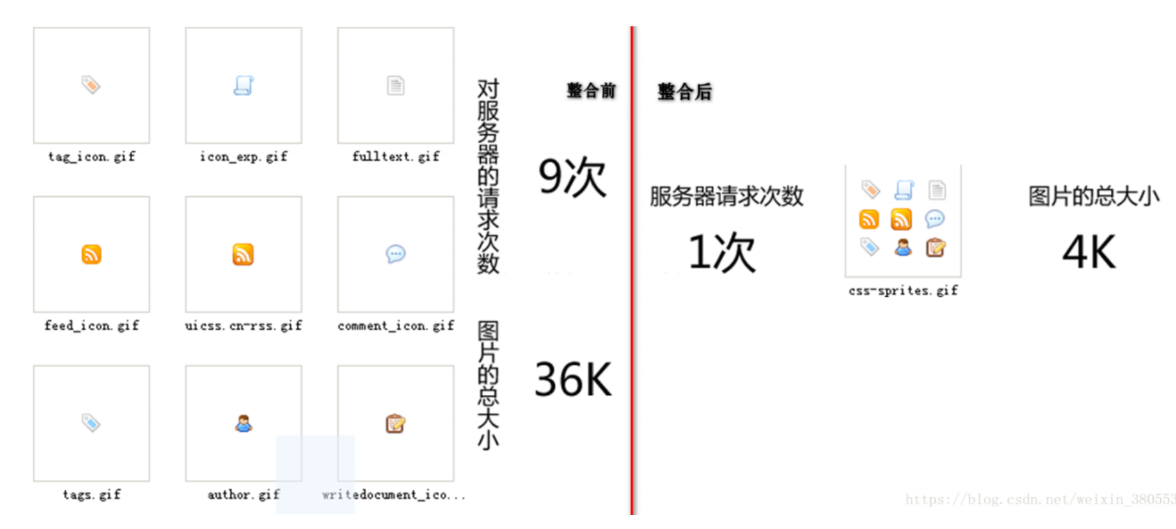 tag_icon.gif
icon_exp.gif
fulltext.gif
feed_icon.gif
uicss.cn-rss.gif
comment_icon.gif
tags.gif
author.gif
writedocument_ico...
对服务器的请求次数
整合前
9次
图片的总大小
36K
整合后
服务器请求次数
1次
css-sprites.gif
图片的总大小
4K
https://blog.csdn.net/weixin_380553